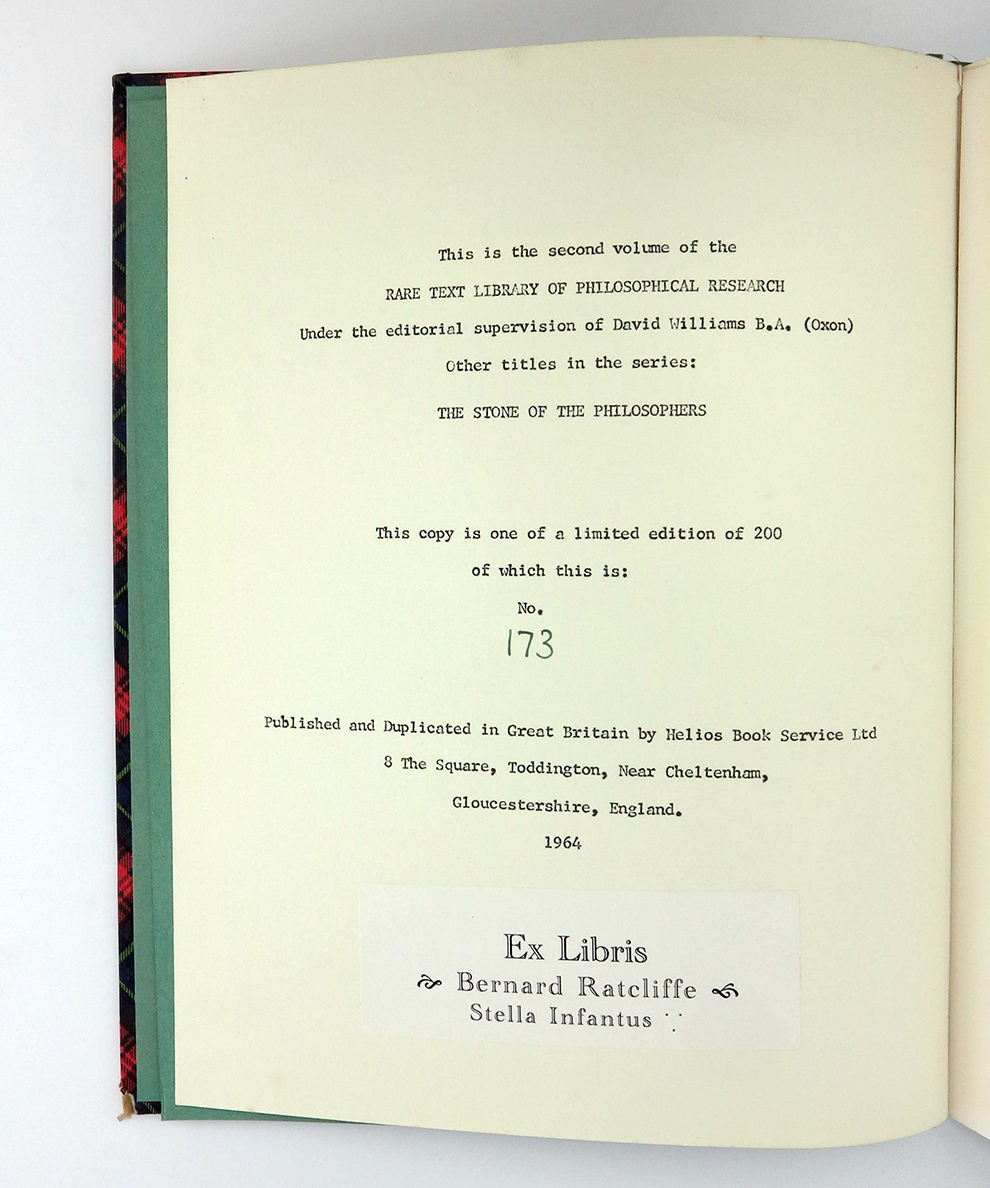 This is the second volume of the
RARE TEXT LIBRARY OF PHILOSOPHICAL RESEARCH
Under the editorial supervision of David Williams B.A. (Oxon)
Other titles in the series:
THE STONE OF THE PHILOSOPHERS
This copy is one of a limited edition of 200
of which this is:
No.
173
Published and Duplicated in Great Britain by Helios Book Service Ltd
8 The Square, Toddington, Near Cheltenham,
Gloucestershire, England.
1964
Ex Libris
Bernard Ratcliffe
Stella Infantus